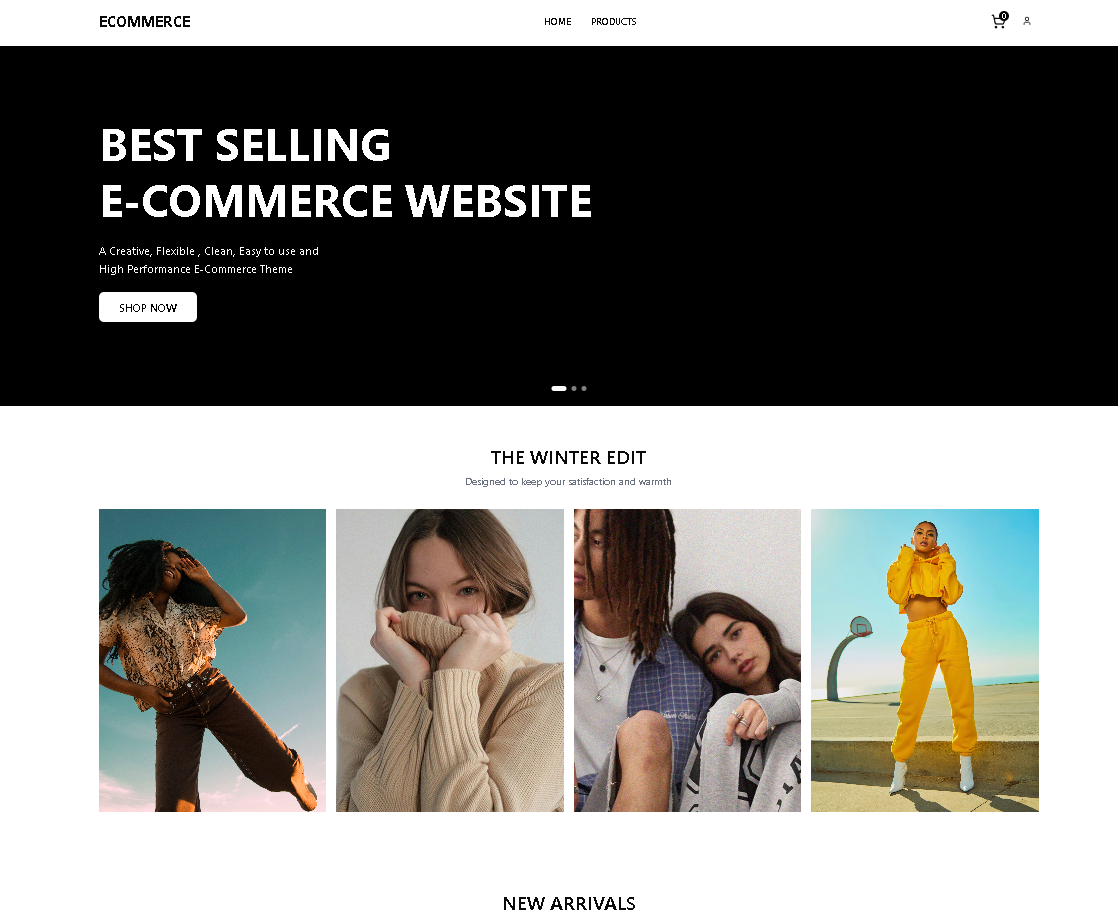 ECOMMERCE
HOME PRODUCTS
0
BEST SELLING
E-COMMERCE WEBSITE
A Creative, Flexible , Clean, Easy to use and
High Performance E-Commerce Theme
SHOP NOW
THE WINTER EDIT
Designed to keep your satisfaction and warmth
NEW ARRIVALS